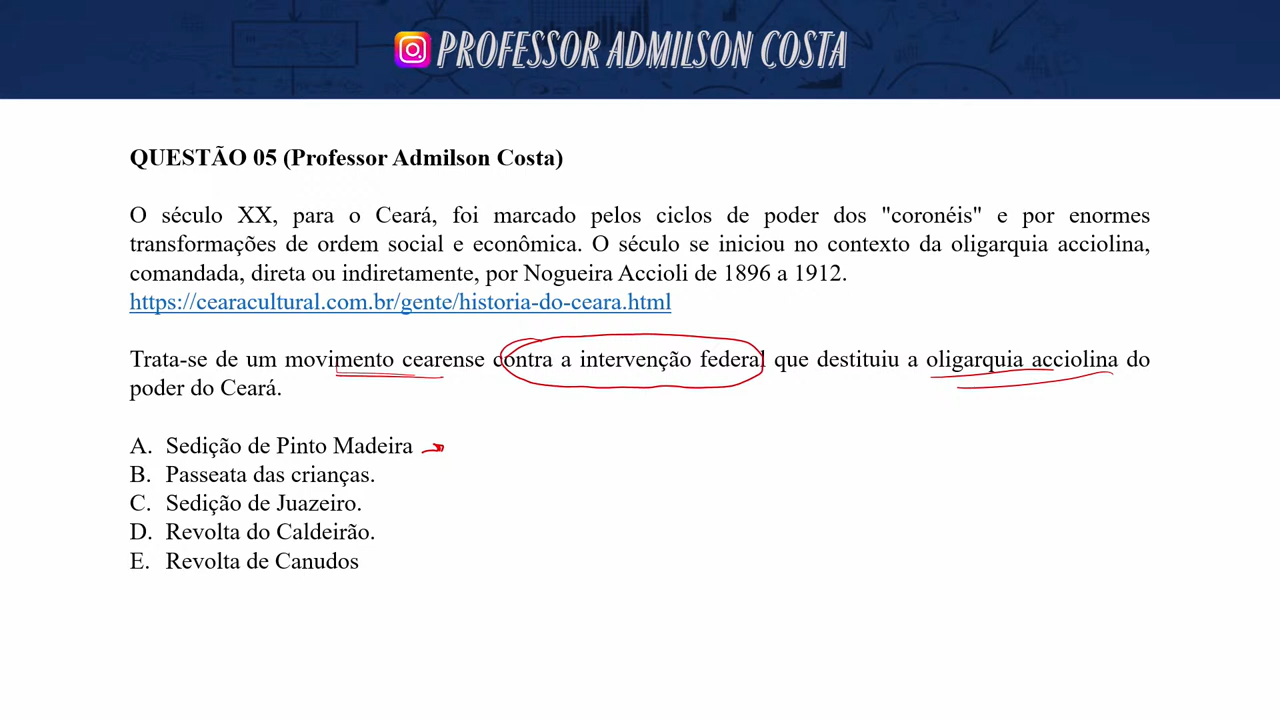 PROFESSOR ADMILSON COSTA
QUESTÃO 05 (Professor Admilson Costa)
O século XX, para o Ceará, foi marcado pelos ciclos de poder dos "coronéis" e por enormes
transformações de ordem social e econômica. O século se iniciou no contexto da oligarquia acciolina,
comandada, direta ou indiretamente, por Nogueira Accioli de 1896 a 1912.
https://cearacultural.com.br/gente/historia-do-ceara.html
Trata-se de um movimento cearense contra a intervenção federal que destituiu a oligarquia acciolina do
poder do Ceará.
A. Sedição de Pinto Madeira
B. Passeata das crianças.
C. Sedição de Juazeiro.
D. Revolta do Caldeirão.
E. Revolta de Canudos